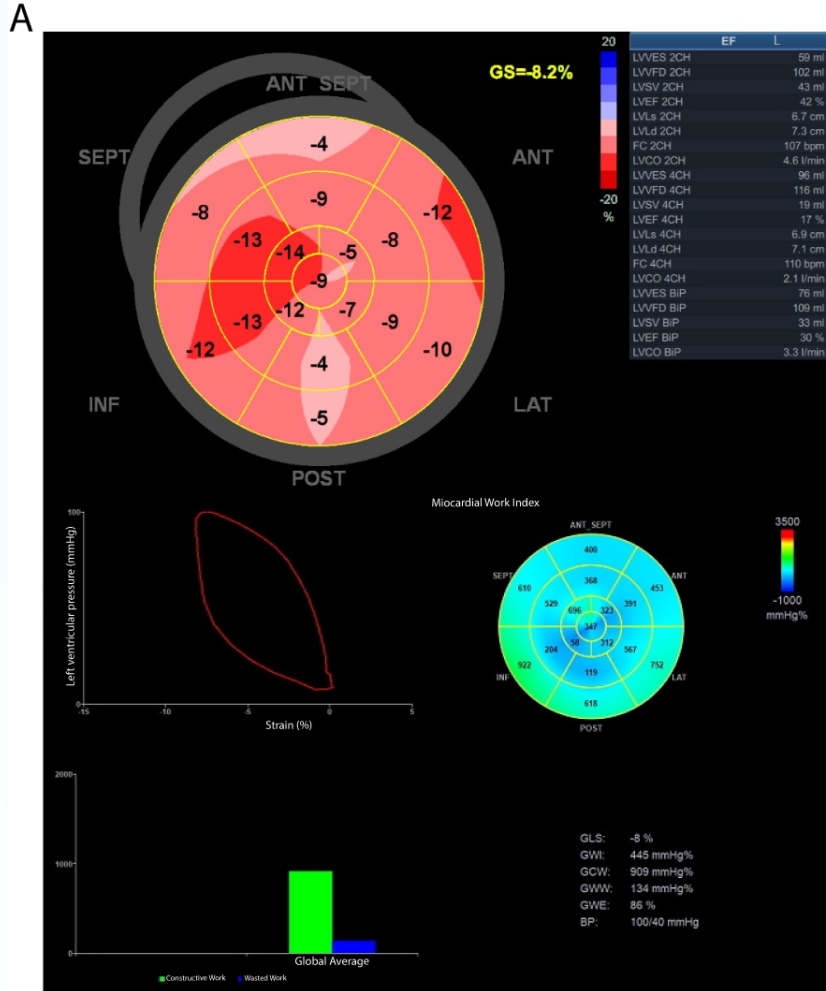 A
ANT_SEPT
SEPT
ANT
INF
LAT
POST
-4
-8
-9
-12
-13
-14
-5
-8
-9
-13
-12
-7
-9
-12
-4
-10
-5
GS=-8.2%
20
-20
%
EF L
LVVES 2CH 59 ml
LVVFD 2CH 102 ml
LVSV 2CH 43 ml
LVEF 2CH 42 %
LVLs 2CH 6.7 cm
LVLd 2CH 7.3 cm
FC 2CH 107 bpm
LVCO 2CH 4.6 l/min
LVVES 4CH 96 ml
LVVFD 4CH 116 ml
LVSV 4CH 19 ml
LVEF 4CH 17 %
LVLs 4CH 6.9 cm
LVLd 4CH 7.1 cm
FC 4CH 110 bpm
LVCO 4CH 2.1 l/min
LVVES BiP 76 ml
LVVFD BiP 109 ml
LVSV BiP 33 ml
LVEF BiP 30 %
LVCO BiP 3.3 l/min
100
Left ventricular pressure (mmHg)
0
-15 -10 -5 0 5
Strain (%)
Miocardial Work Index
ANT_SEPT
SEPT
ANT
INF
LAT
POST
400
610
368
453
529
391
696
323
347
204
58
312
567
922
119
752
618
3500
-1000
mmHg%
2000
1000
0
Global Average
Constructive Work Wasted Work
GLS: -8 %
GWI: 445 mmHg%
GCW: 909 mmHg%
GWW: 134 mmHg%
GWE: 86 %
BP: 100/40 mmHg